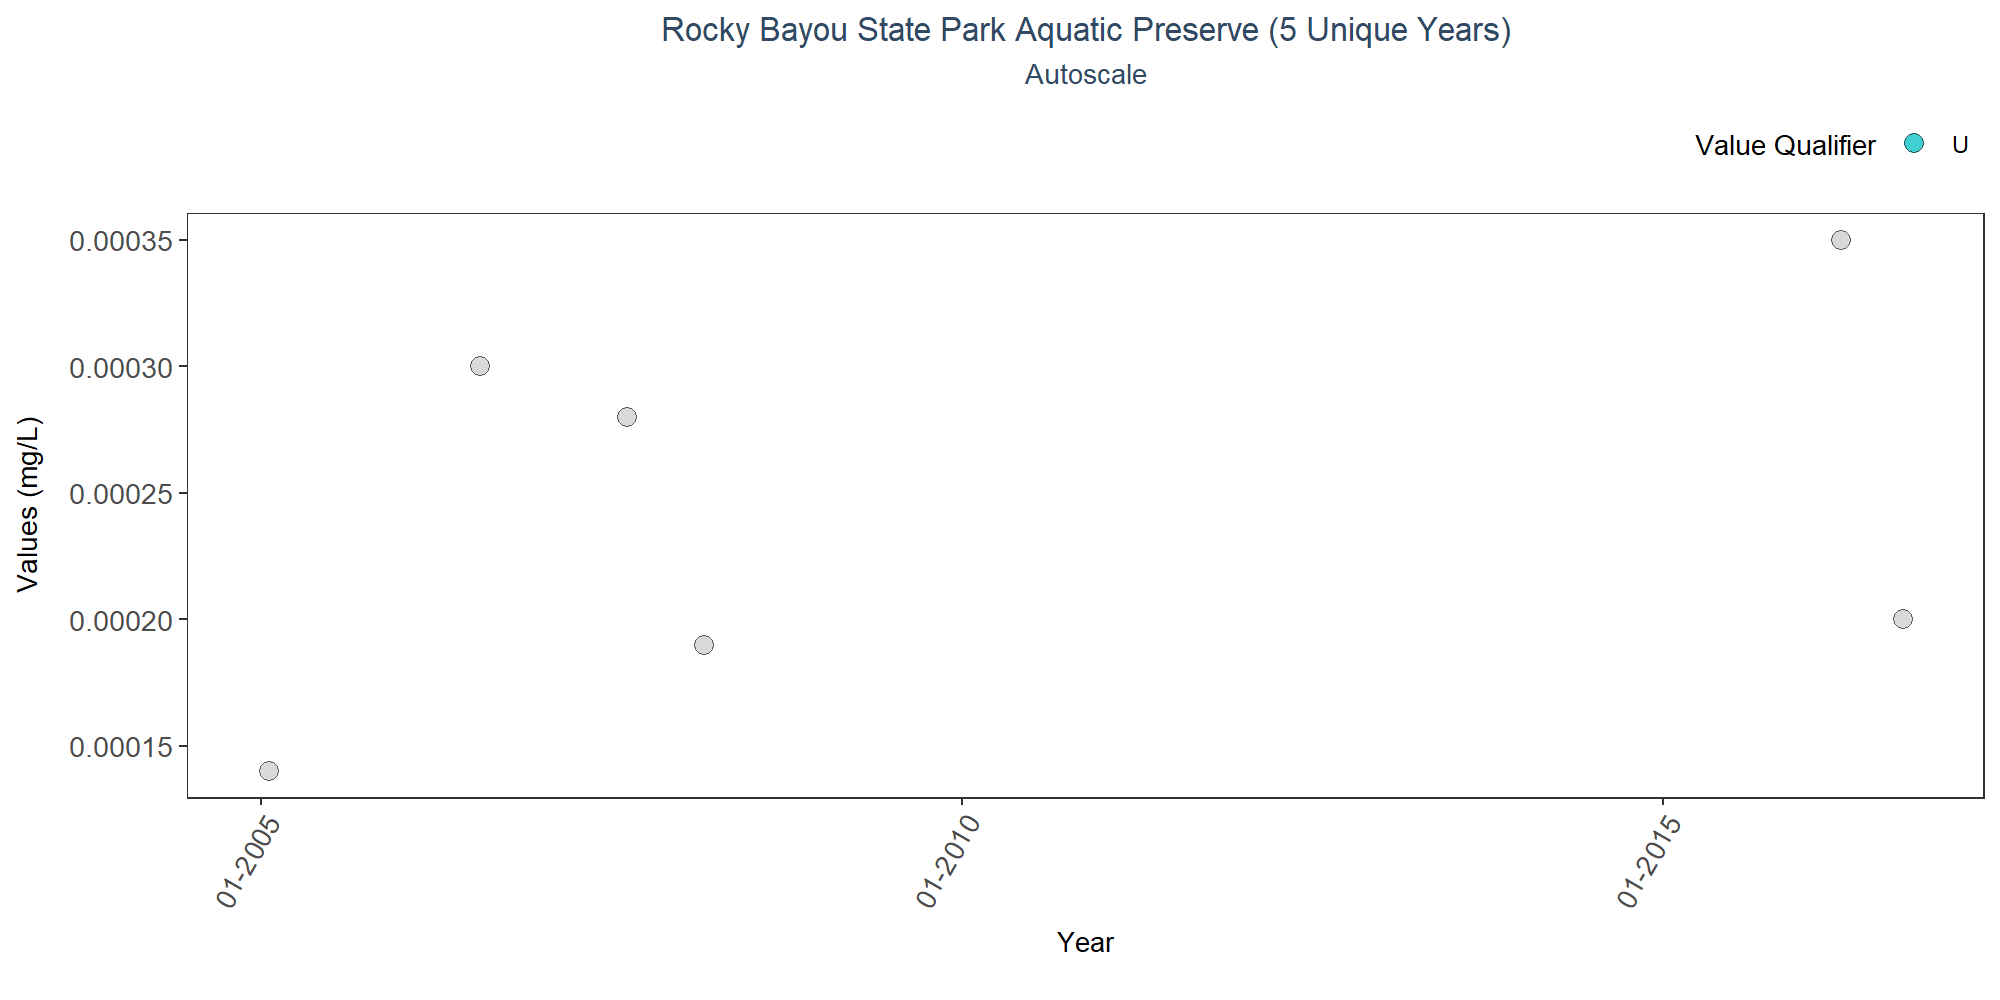 Rocky Bayou State Park Aquatic Preserve (5 Unique Years)
Autoscale
Value Qualifier U
0.00035
0.00030
0.00025
0.00020
0.00015
Values (mg/L)
01-2005
01-2010
01-2015
Year